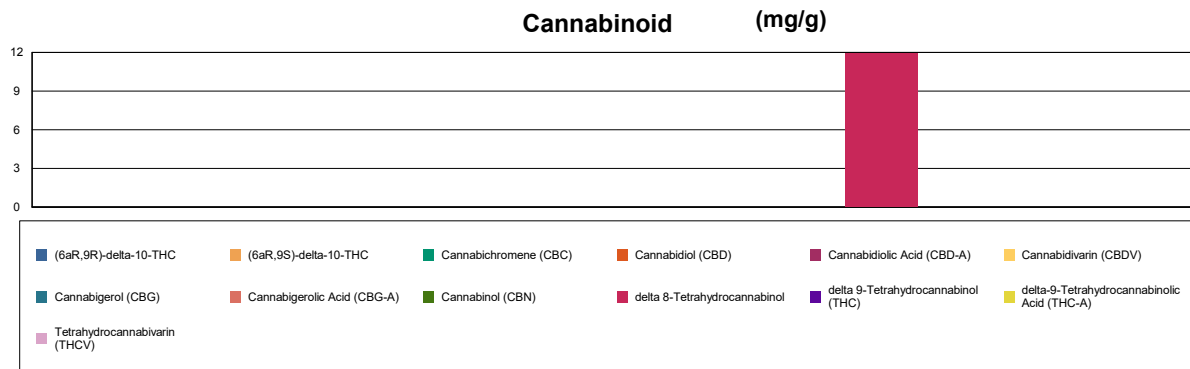 Cannabinoid (mg/g)
12
9
6
3
0
(6aR,9R)-delta-10-THC
(6aR,9S)-delta-10-THC
Cannabichromene (CBC)
Cannabidiol (CBD)
Cannabidiolic Acid (CBD-A)
Cannabidivarin (CBDV)
Cannabigerol (CBG)
Cannabigerolic Acid (CBG-A)
Cannabinol (CBN)
delta 8-Tetrahydrocannabinol
delta 9-Tetrahydrocannabinol
(THC)
delta-9-Tetrahydrocannabinolic
Acid (THC-A)
Tetrahydrocannabivarin
(THCV)